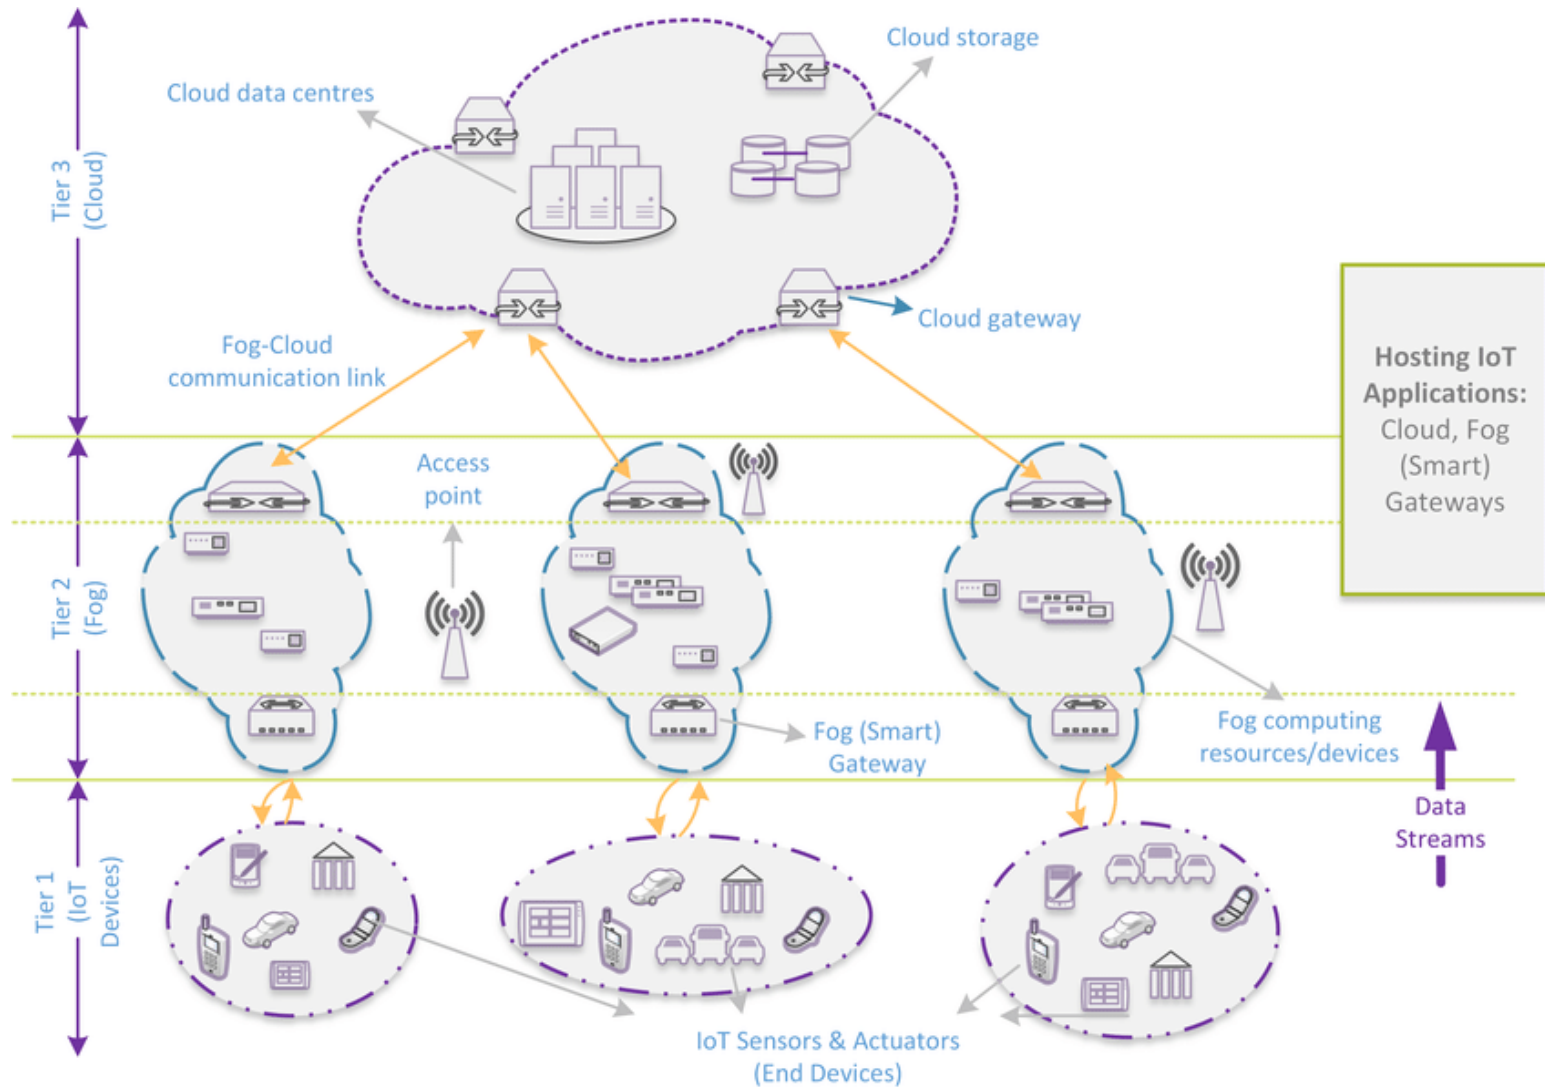 Cloud storage
Cloud data centres
Tier 3
(Cloud)
Cloud gateway
Fog-Cloud
communication link
Hosting IoT
Applications:
Cloud, Fog
(Smart)
Gateways
Access
point
Tier 2
(Fog)
Fog (Smart)
Gateway
Fog computing
resources/devices
Data
Streams
Tier 1
(IoT
Devices)
IoT Sensors & Actuators
(End Devices)